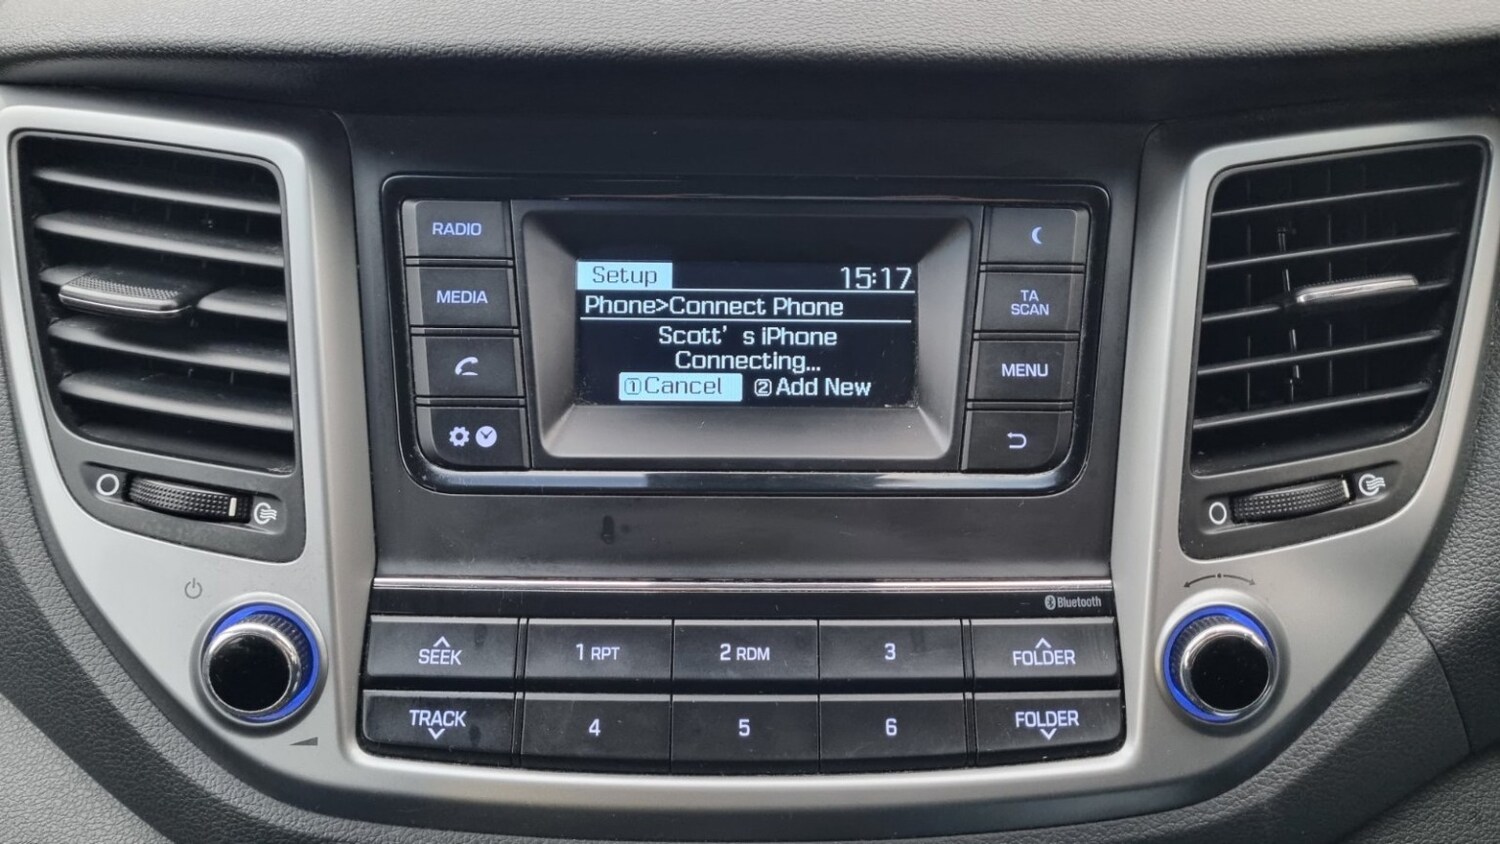 RADIO
MEDIA
Setup 15:17
Phone>Connect Phone
Scott's iPhone
Connecting...
①Cancel ②Add New
TA
SCAN
MENU
Bluetooth
SEEK
1 RPT
2 RDM
3
FOLDER
TRACK
4
5
6
FOLDER